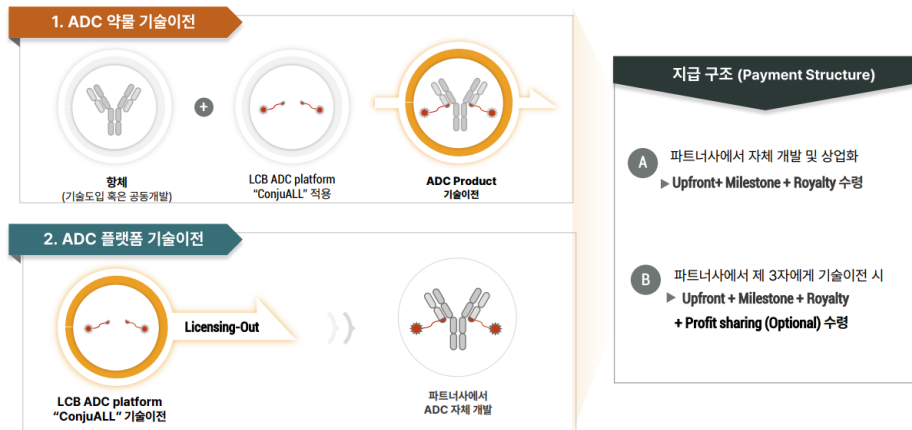 1. ADC 약물 기술이전
+
항체
(기술도입 혹은 공동개발)
LCB ADC platform
“ConjuALL” 적용
ADC Product
기술이전
2. ADC 플랫폼 기술이전
Licensing-Out
LCB ADC platform
“ConjuALL” 기술이전
파트너사에서
ADC 자체 개발
지급 구조 (Payment Structure)
A
파트너사에서 자체 개발 및 상업화
▶ Upfront+ Milestone + Royalty 수령
B
파트너사에서 제 3자에게 기술이전 시
▶ Upfront + Milestone + Royalty
+ Profit sharing (Optional) 수령